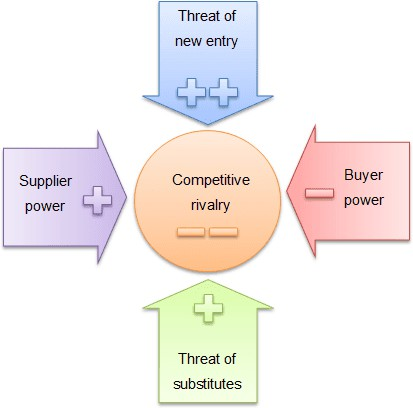 Threat of
new entry
Supplier
power
Competitive
rivalry
Buyer
power
Threat of
substitutes